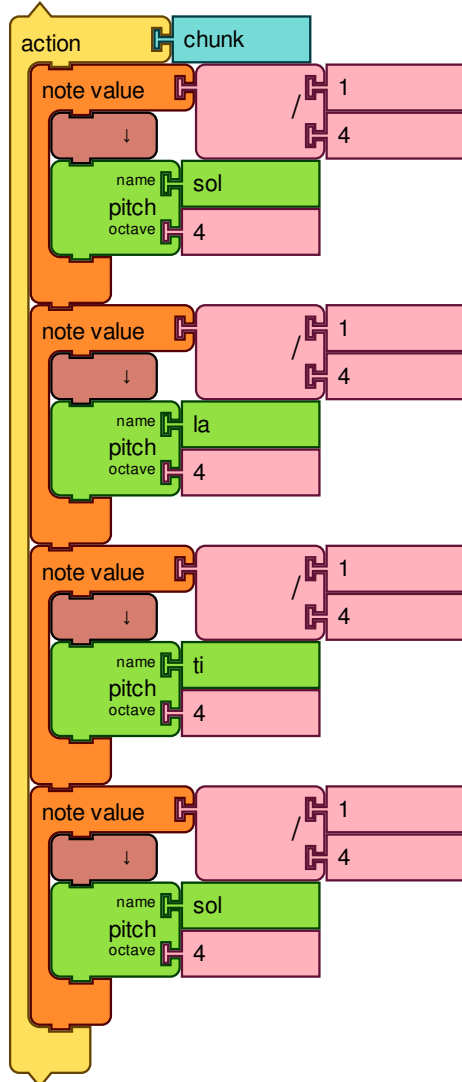 action chunk
note value / 1
4
↓
name sol
pitch
octave 4
note value / 1
4
↓
name la
pitch
octave 4
note value / 1
4
↓
name ti
pitch
octave 4
note value / 1
4
↓
name sol
pitch
octave 4